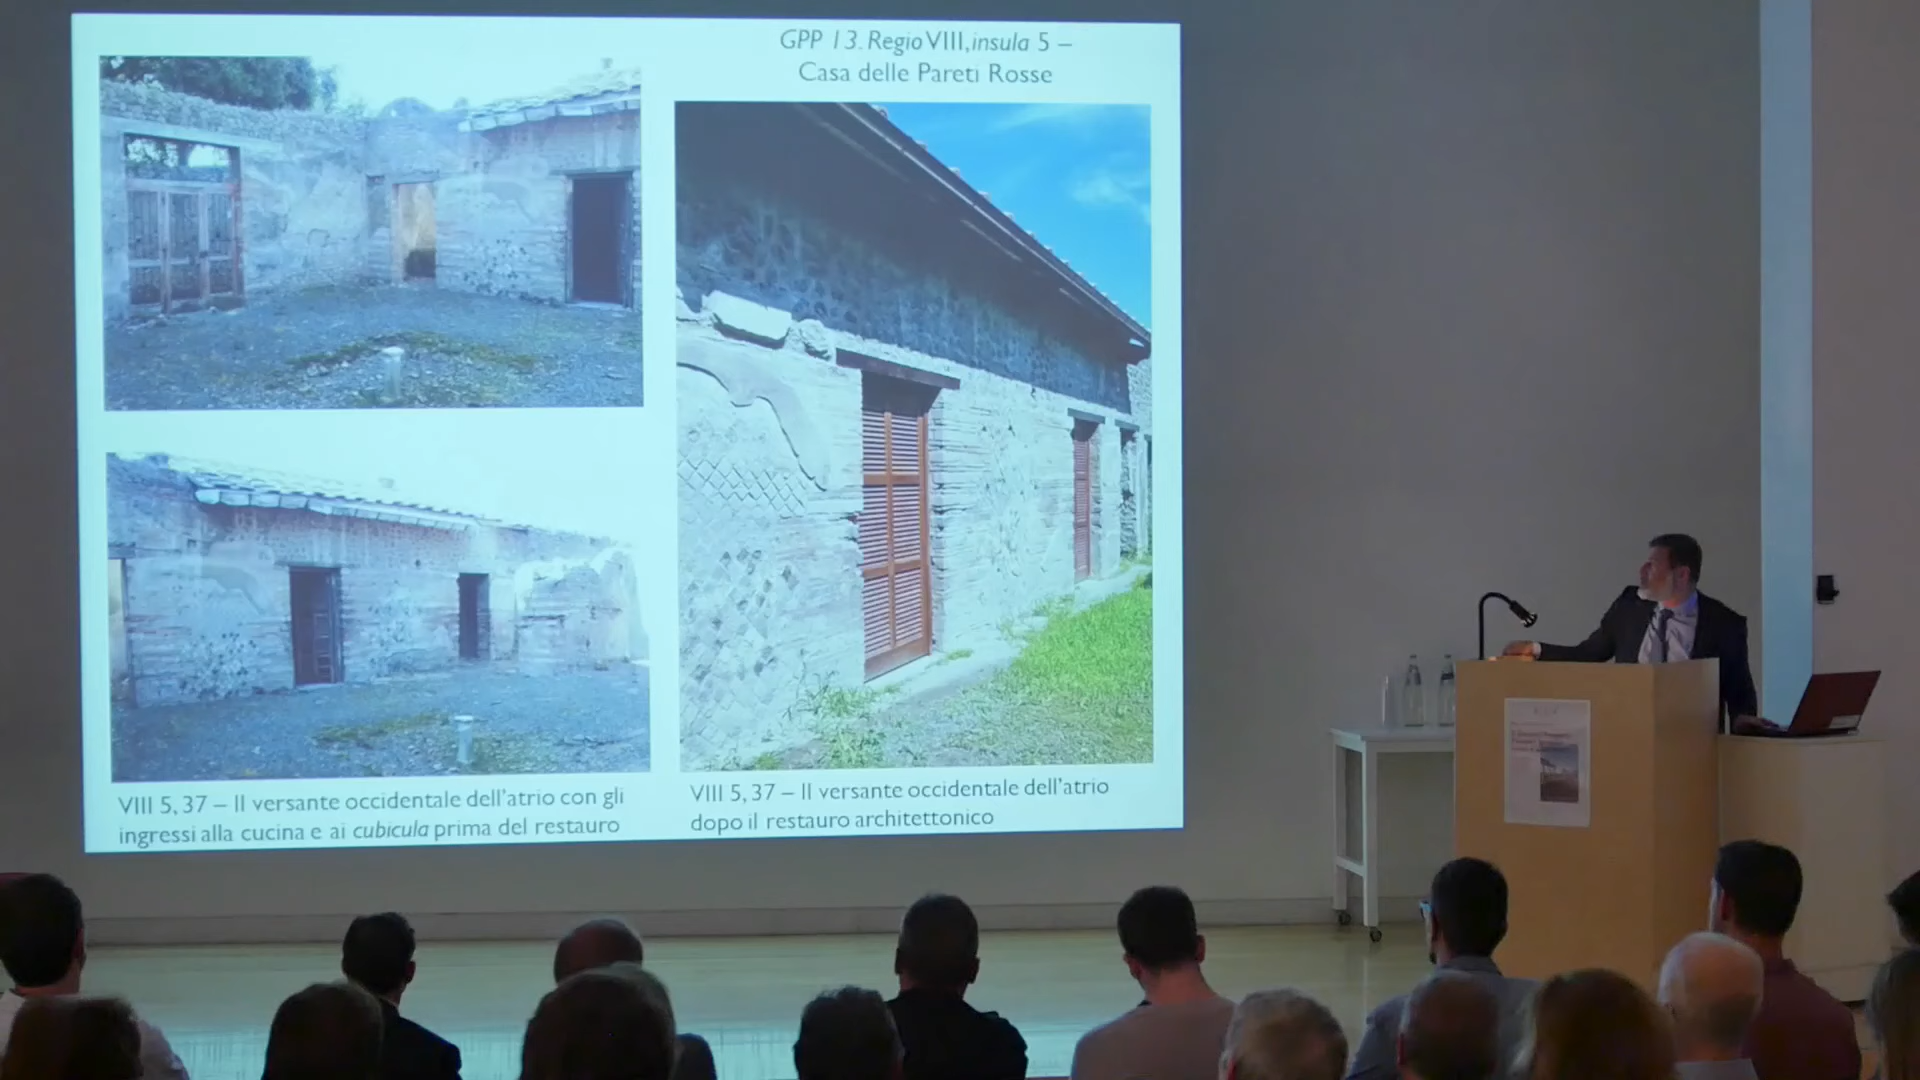 GPP 13. Regio VIII, insula 5 –
Casa delle Pareti Rosse
VIII 5, 37 – Il versante occidentale dell'atrio con gli
ingressi alla cucina e ai cubicula prima del restauro
VIII 5, 37 – Il versante occidentale dell'atrio
dopo il restauro architettonico